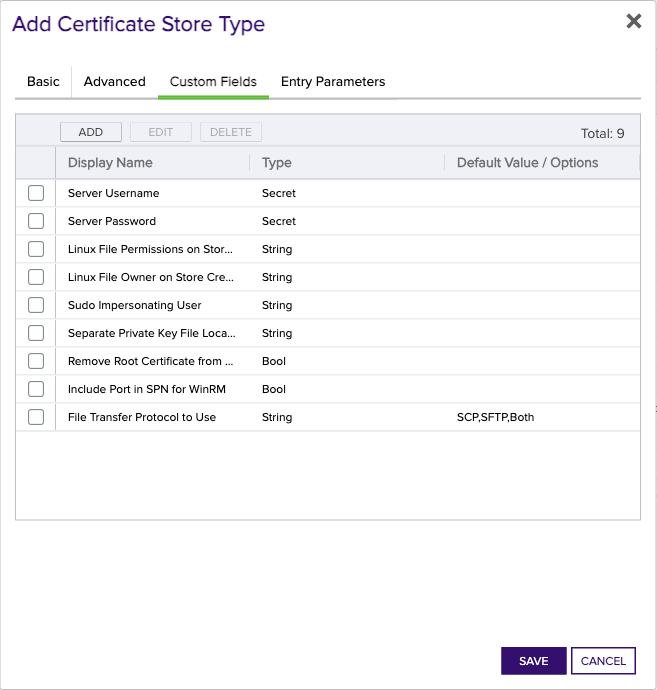 Add Certificate Store Type
Basic Advanced Custom Fields Entry Parameters
ADD EDIT DELETE Total: 9
Display Name Type Default Value / Options
Server Username Secret
Server Password Secret
Linux File Permissions on Stor... String
Linux File Owner on Store Cre... String
Sudo Impersonating User String
Separate Private Key File Loca... String
Remove Root Certificate from ... Bool
Include Port in SPN for WinRM Bool
File Transfer Protocol to Use String SCP,SFTP,Both
SAVE CANCEL